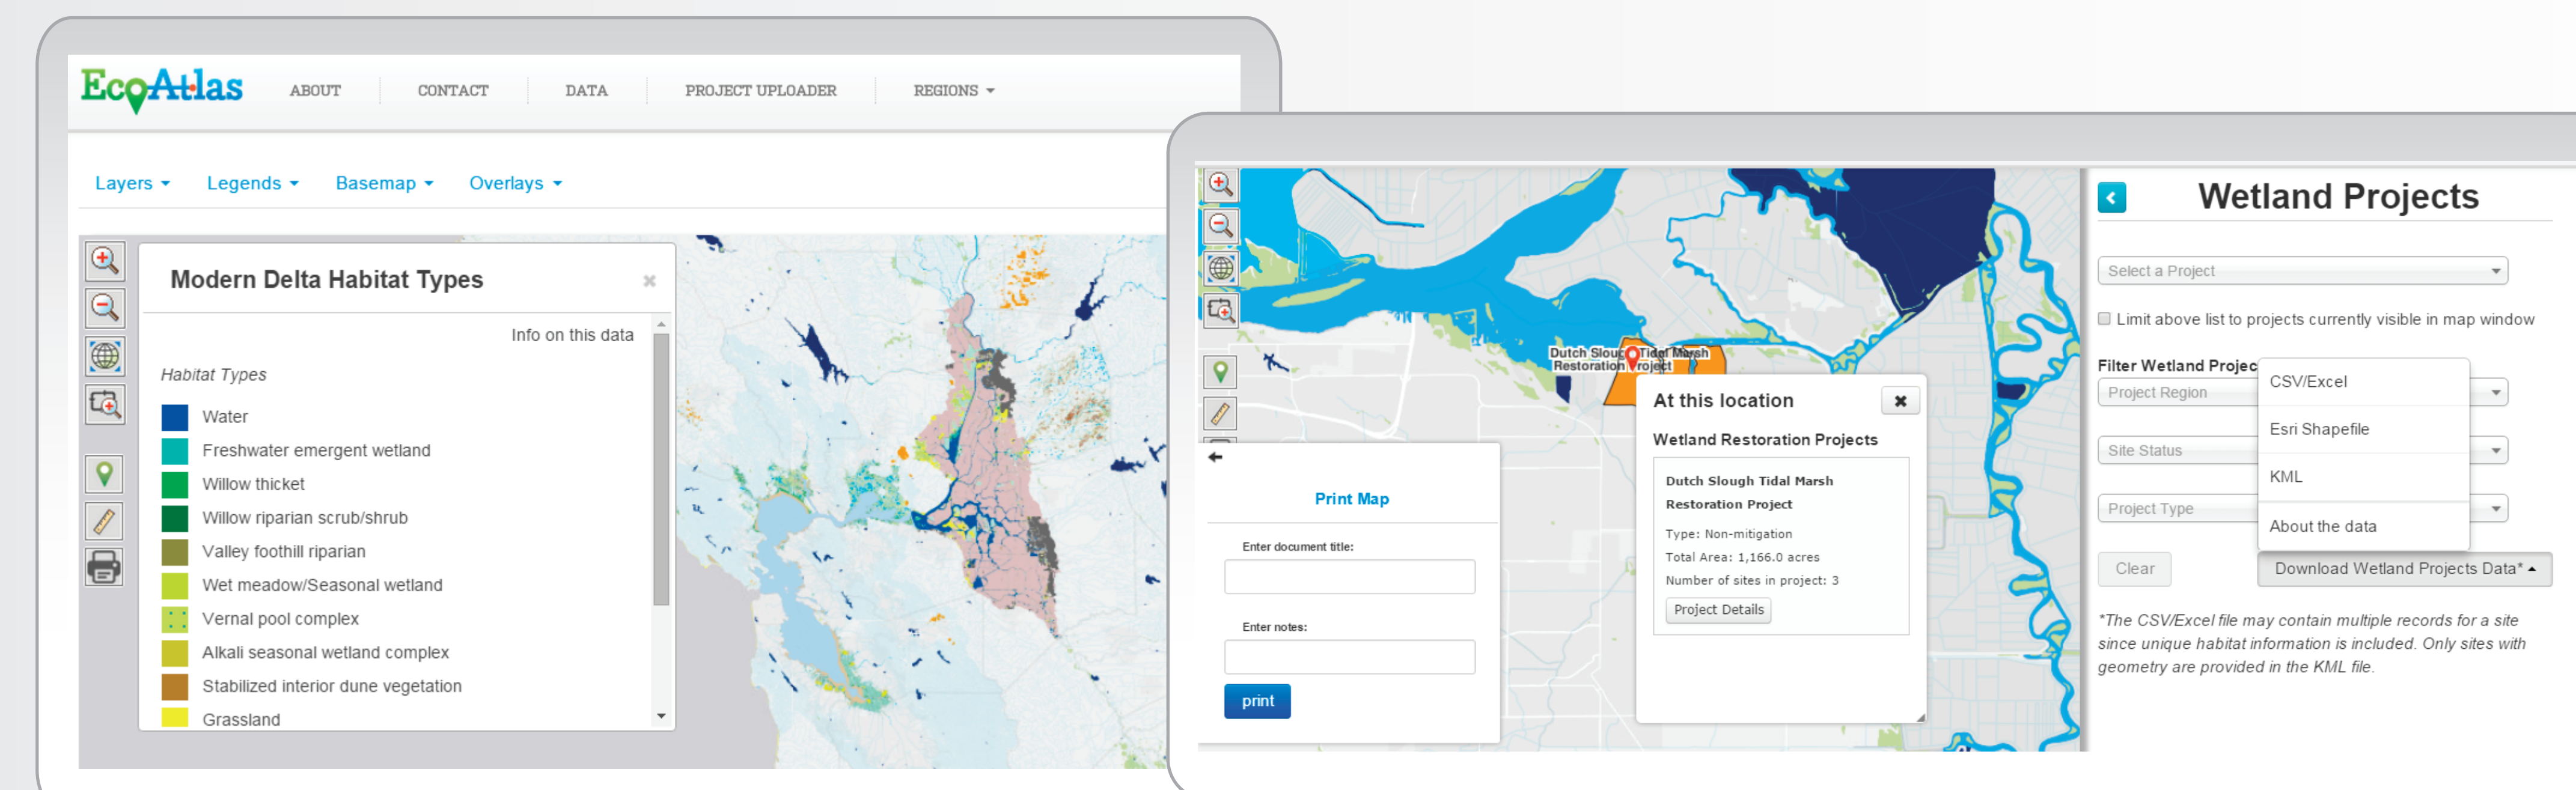 EcoAtlas
ABOUT
CONTACT
DATA
PROJECT UPLOADER
REGIONS
Layers
Legends
Basemap
Overlays
Modern Delta Habitat Types
Info on this data
Habitat Types
Water
Freshwater emergent wetland
Willow thicket
Willow riparian scrub/shrub
Valley foothill riparian
Wet meadow/Seasonal wetland
Vernal pool complex
Alkali seasonal wetland complex
Stabilized interior dune vegetation
Grassland
Dutch Slough Tidal Marsh
Restoration Project
Print Map
Enter document title:
Enter notes:
print
At this location
Wetland Restoration Projects
Dutch Slough Tidal Marsh
Restoration Project
Type: Non-mitigation
Total Area: 1,166.0 acres
Number of sites in project: 3
Project Details
Wetland Projects
Select a Project
Limit above list to projects currently visible in map window
Filter Wetland Projec
Project Region
Site Status
Project Type
Clear
CSV/Excel
Esri Shapefile
KML
About the data
Download Wetland Projects Data*
*The CSV/Excel file may contain multiple records for a site
since unique habitat information is included. Only sites with
geometry are provided in the KML file.